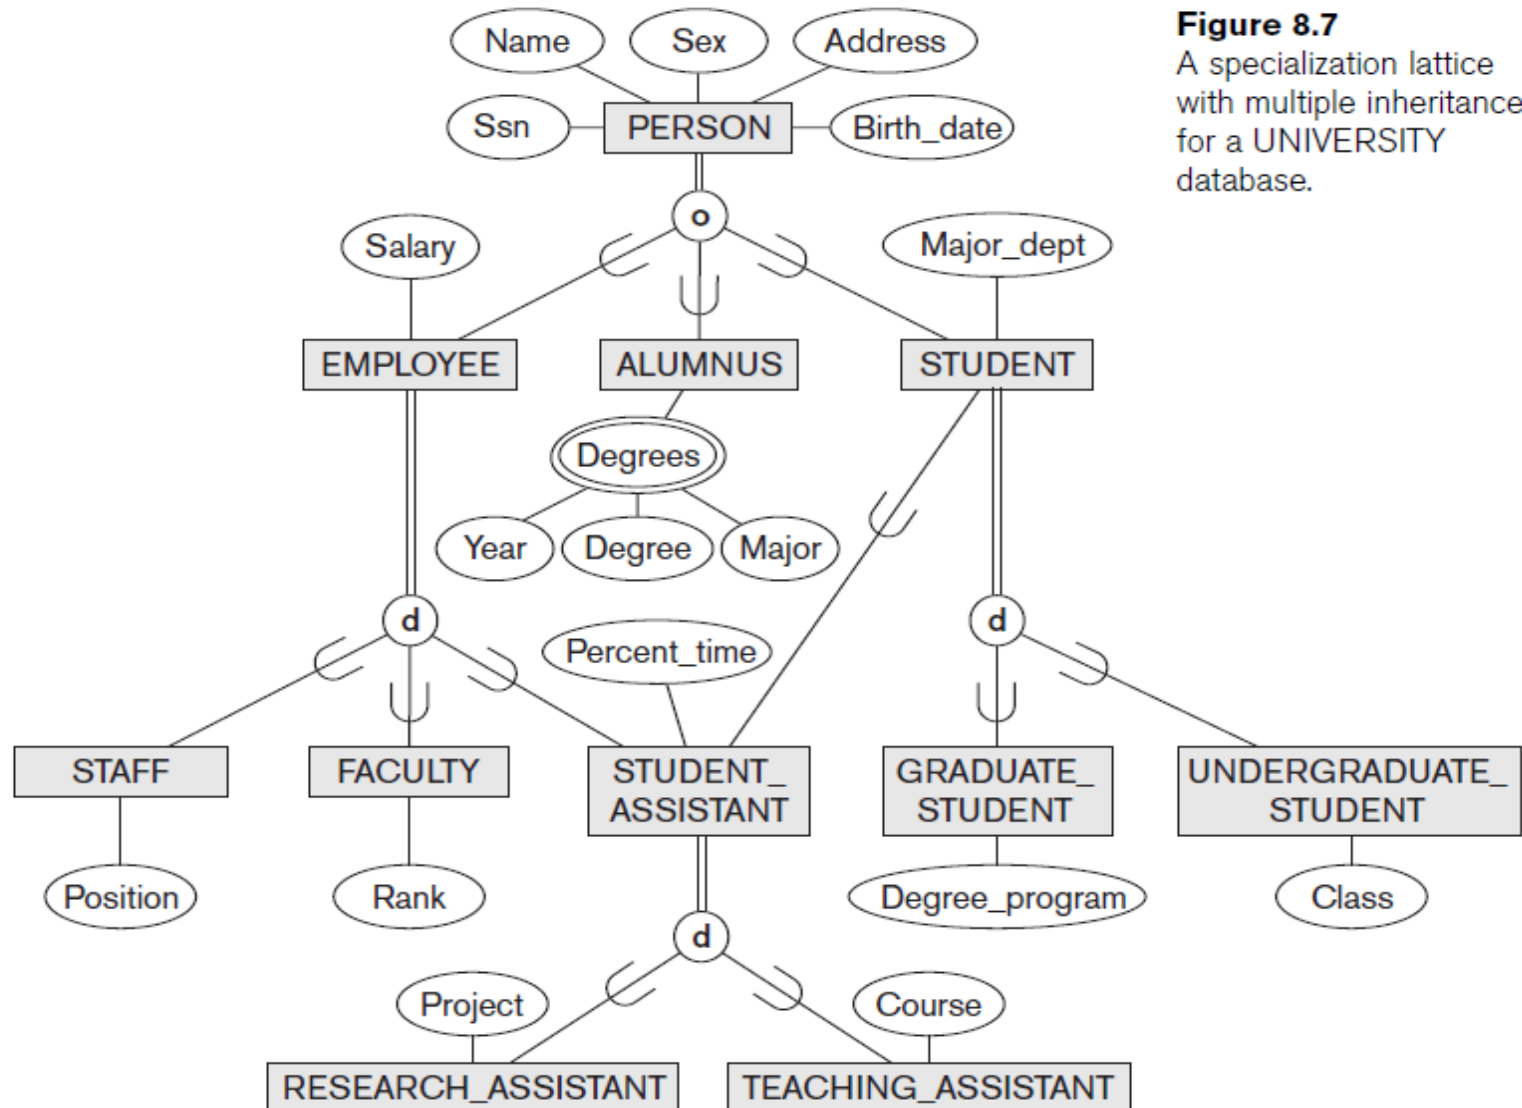 Figure 8.7
A specialization lattice
with multiple inheritance
for a UNIVERSITY
database.
Name
Sex
Address
Ssn
PERSON
Birth_date
o
Salary
Major_dept
EMPLOYEE
ALUMNUS
STUDENT
Degrees
Year
Degree
Major
d
d
Percent_time
STAFF
FACULTY
STUDENT_
ASSISTANT
GRADUATE_
STUDENT
UNDERGRADUATE_
STUDENT
Position
Rank
Degree_program
Class
d
Project
Course
RESEARCH_ASSISTANT
TEACHING_ASSISTANT